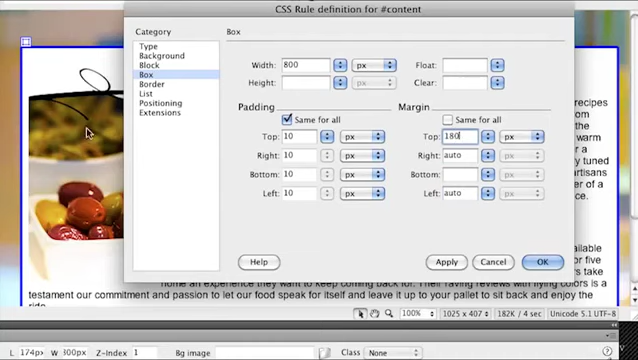 CSS Rule definition for #content
Category
Box
Type
Background
Block
Box
Border
List
Positioning
Extensions
Width: 800 px Float:
Height: px Clear:
Padding Margin
Same for all Same for all
Top: 10 px Top: 180 px
Right: 10 px Right: auto px
Bottom: 10 px Bottom: px
Left: 10 px Left: auto px
Help Apply Cancel OK
recipes
from
warm
or a
y tuned
artisans
er of a
ce.
ailable
or five
s take
home an experience they want to keep coming back for. Their raving reviews with flying colors is a
testament our commitment and passion to let our food speak for itself and leave it up to your pallet to sit back and enjoy the
ride.
100% 1025 x 407 182K / 4 sec Unicode 5.1 UTF-8
L 174px W 800px Z-Index 1 Bg image Class None